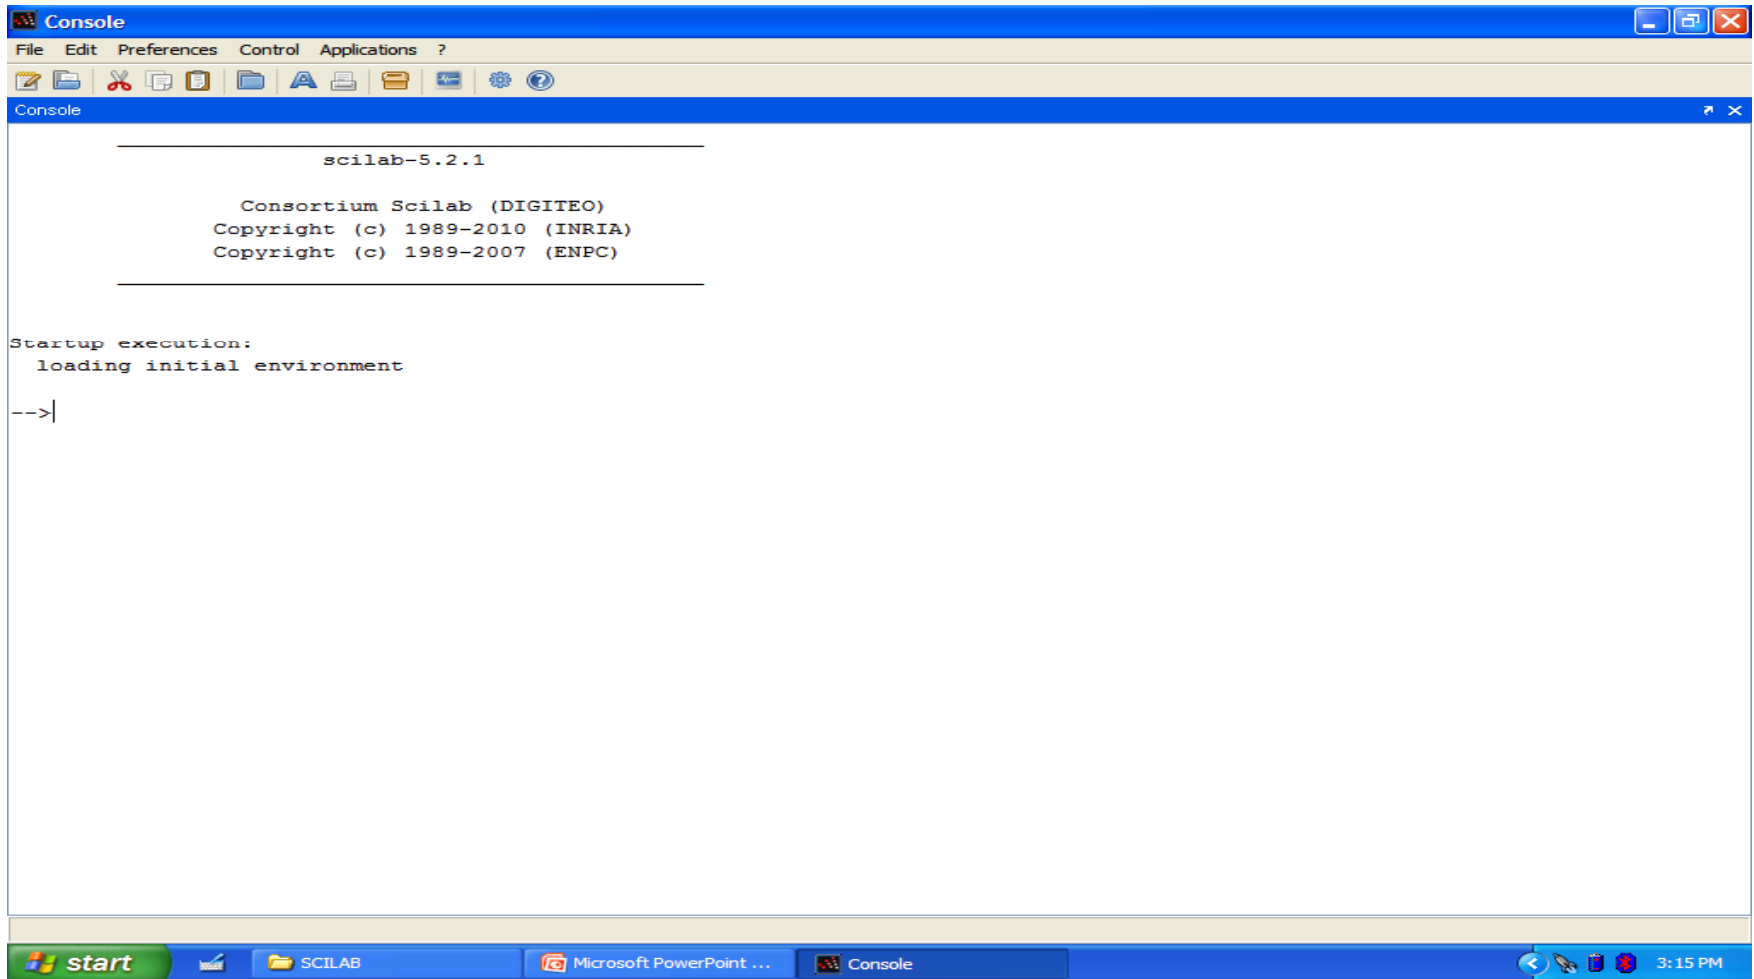 Console
File Edit Preferences Control Applications ?
Console
scilab-5.2.1
Consortium Scilab (DIGITEO)
Copyright (c) 1989-2010 (INRIA)
Copyright (c) 1989-2007 (ENPC)
Startup execution:
loading initial environment
-->
start SCILAB Microsoft PowerPoint ... Console 3:15 PM